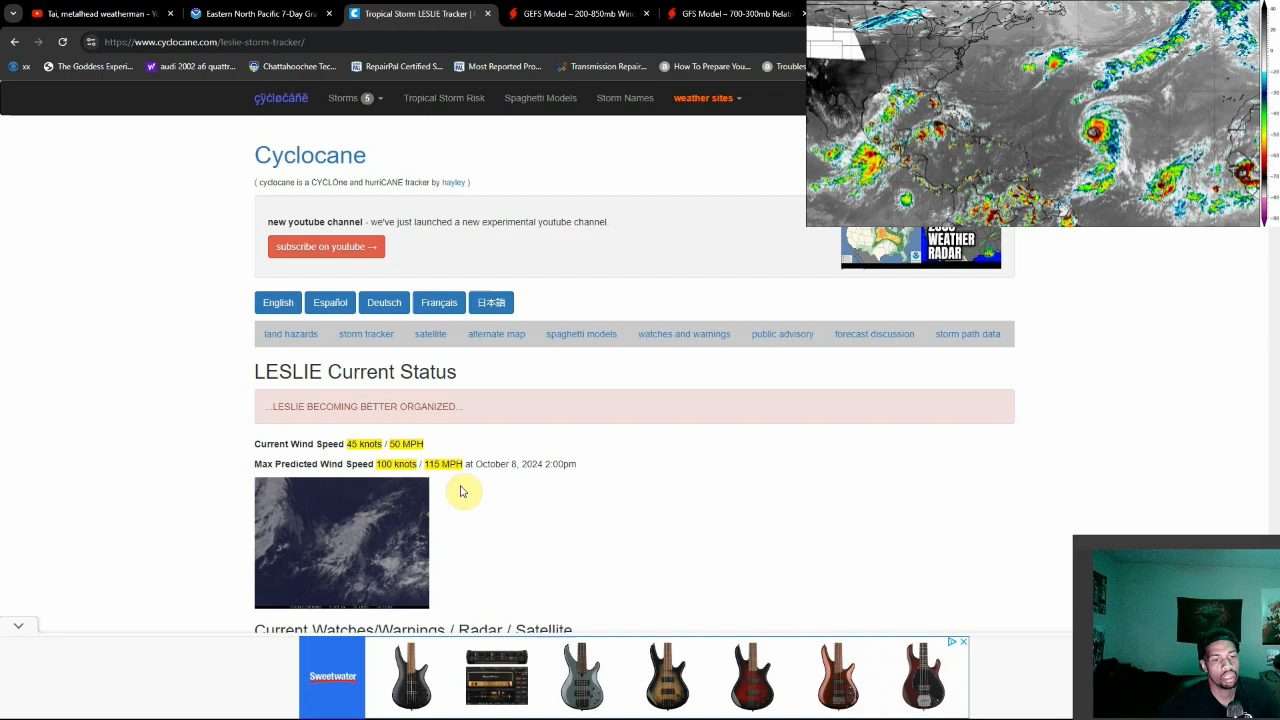 Tai, metalhead weatherman - Y
Western North Pacific 7-Day Gra
Tropical Storm LESLIE Tracker |
GEFS Model – 200-850mb Win
GFS Model – 700-300mb Relati
https://www.cyclocane.com/leslie-storm-tracker/
xx
The Goddess...
audi 2002 a6 quattr...
Chattahoochee Tec...
RepairPal Certified S...
Most Reported Pro...
Transmission Repair...
How To Prepare You...
Troubles
çÿčłøčåñê
Storms 5
Tropical Storm Risk
Spaghetti Models
Storm Names
weather sites
Cyclocane
( cyclocane is a CYCLOne and hurriCANE tracker by hayley )
new youtube channel - we've just launched a new experimental youtube channel.
subscribe on youtube →
WEATHER
RADAR
English
Español
Deutsch
Français
日本語
land hazards
storm tracker
satellite
alternate map
spaghetti models
watches and warnings
public advisory
forecast discussion
storm path data
LESLIE Current Status
...LESLIE BECOMING BETTER ORGANIZED...
Current Wind Speed 45 knots / 50 MPH
Max Predicted Wind Speed 100 knots / 115 MPH at October 8, 2024 2:00pm
Current Watches/Warnings / Radar / Satellite
Sweetwater